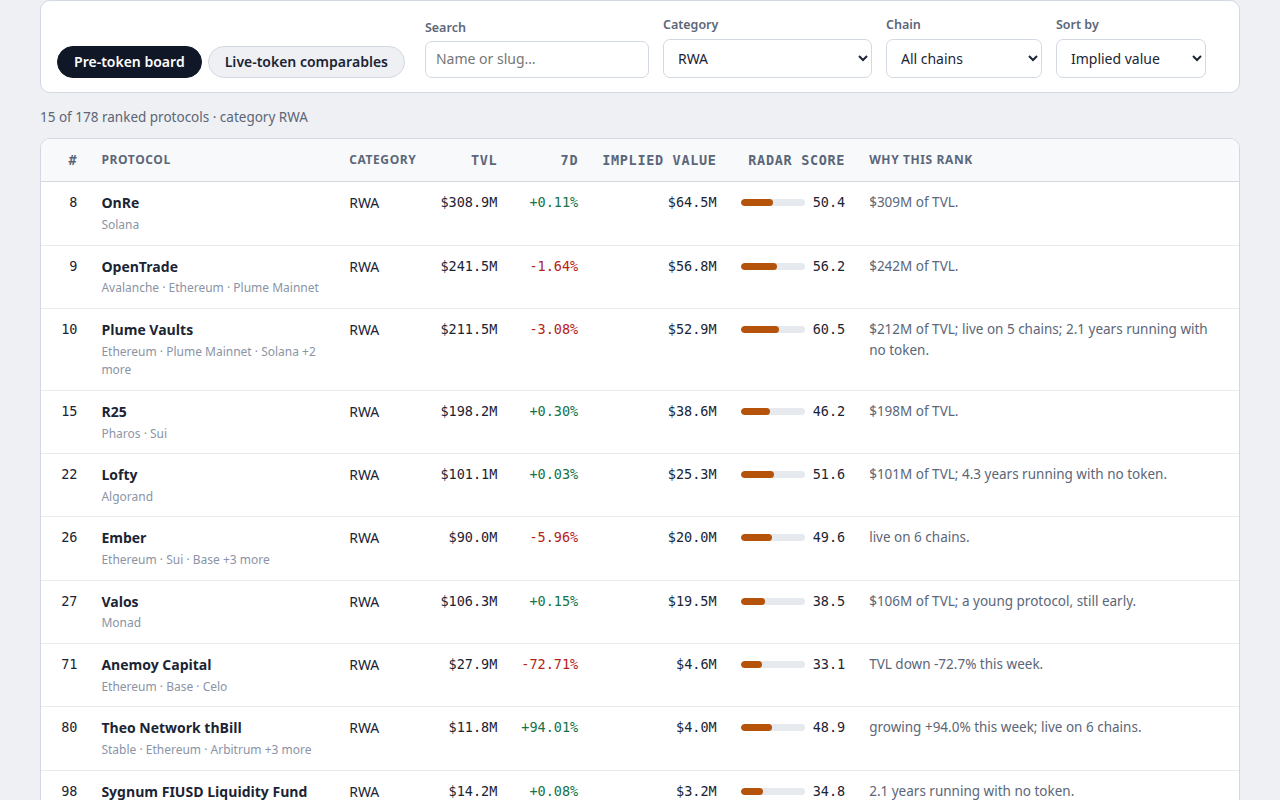 Search
Category
Chain
Sort by
Pre-token board
Live-token comparables
Name or slug...
RWA
All chains
Implied value
15 of 178 ranked protocols · category RWA
# PROTOCOL CATEGORY TVL 7D IMPLIED VALUE RADAR SCORE WHY THIS RANK
8 OnRe RWA $308.9M +0.11% $64.5M 50.4 $309M of TVL.
Solana
9 OpenTrade RWA $241.5M -1.64% $56.8M 56.2 $242M of TVL.
Avalanche · Ethereum · Plume Mainnet
10 Plume Vaults RWA $211.5M -3.08% $52.9M 60.5 $212M of TVL; live on 5 chains; 2.1 years running with
no token.
Ethereum · Plume Mainnet · Solana +2
more
15 R25 RWA $198.2M +0.30% $38.6M 46.2 $198M of TVL.
Pharos · Sui
22 Lofty RWA $101.1M +0.03% $25.3M 51.6 $101M of TVL; 4.3 years running with no token.
Algorand
26 Ember RWA $90.0M -5.96% $20.0M 49.6 live on 6 chains.
Ethereum · Sui · Base +3 more
27 Valos RWA $106.3M +0.15% $19.5M 38.5 $106M of TVL; a young protocol, still early.
Monad
71 Anemoy Capital RWA $27.9M -72.71% $4.6M 33.1 TVL down -72.7% this week.
Ethereum · Base · Celo
80 Theo Network thBill RWA $11.8M +94.01% $4.0M 48.9 growing +94.0% this week; live on 6 chains.
Stable · Ethereum · Arbitrum +3 more
98 Sygnum FIUSD Liquidity Fund RWA $14.2M +0.08% $3.2M 34.8 2.1 years running with no token.